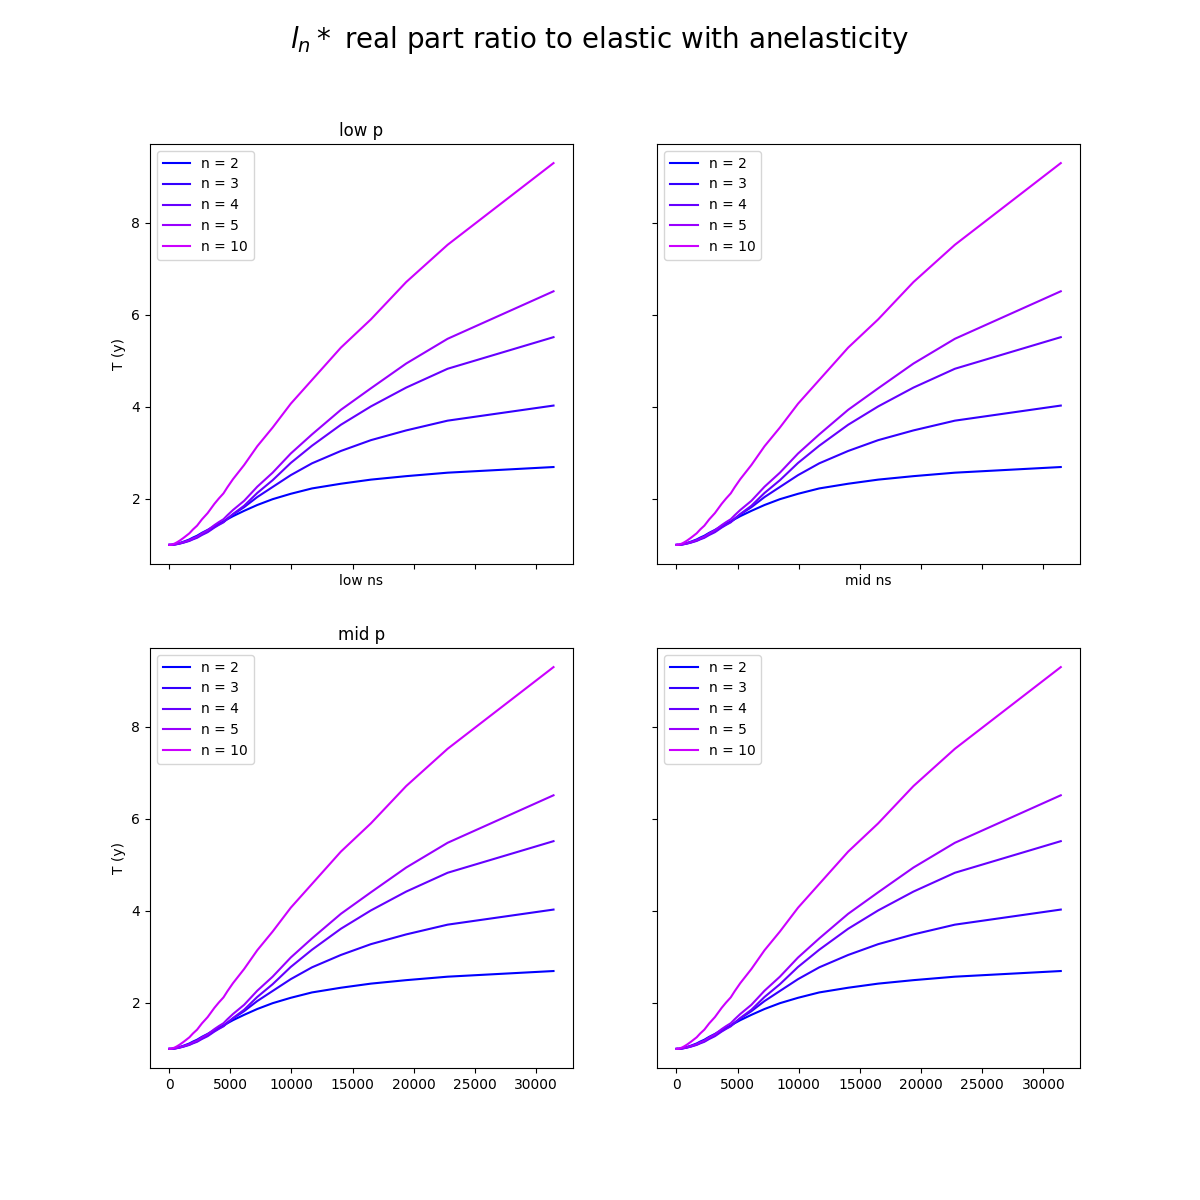 l_n* real part ratio to elastic with anelasticity
low p
n = 2
n = 3
n = 4
n = 5
n = 10
8
6
4
2
T (y)
low ns
n = 2
n = 3
n = 4
n = 5
n = 10
mid ns
mid p
n = 2
n = 3
n = 4
n = 5
n = 10
8
6
4
2
T (y)
0 5000 10000 15000 20000 25000 30000
n = 2
n = 3
n = 4
n = 5
n = 10
0 5000 10000 15000 20000 25000 30000